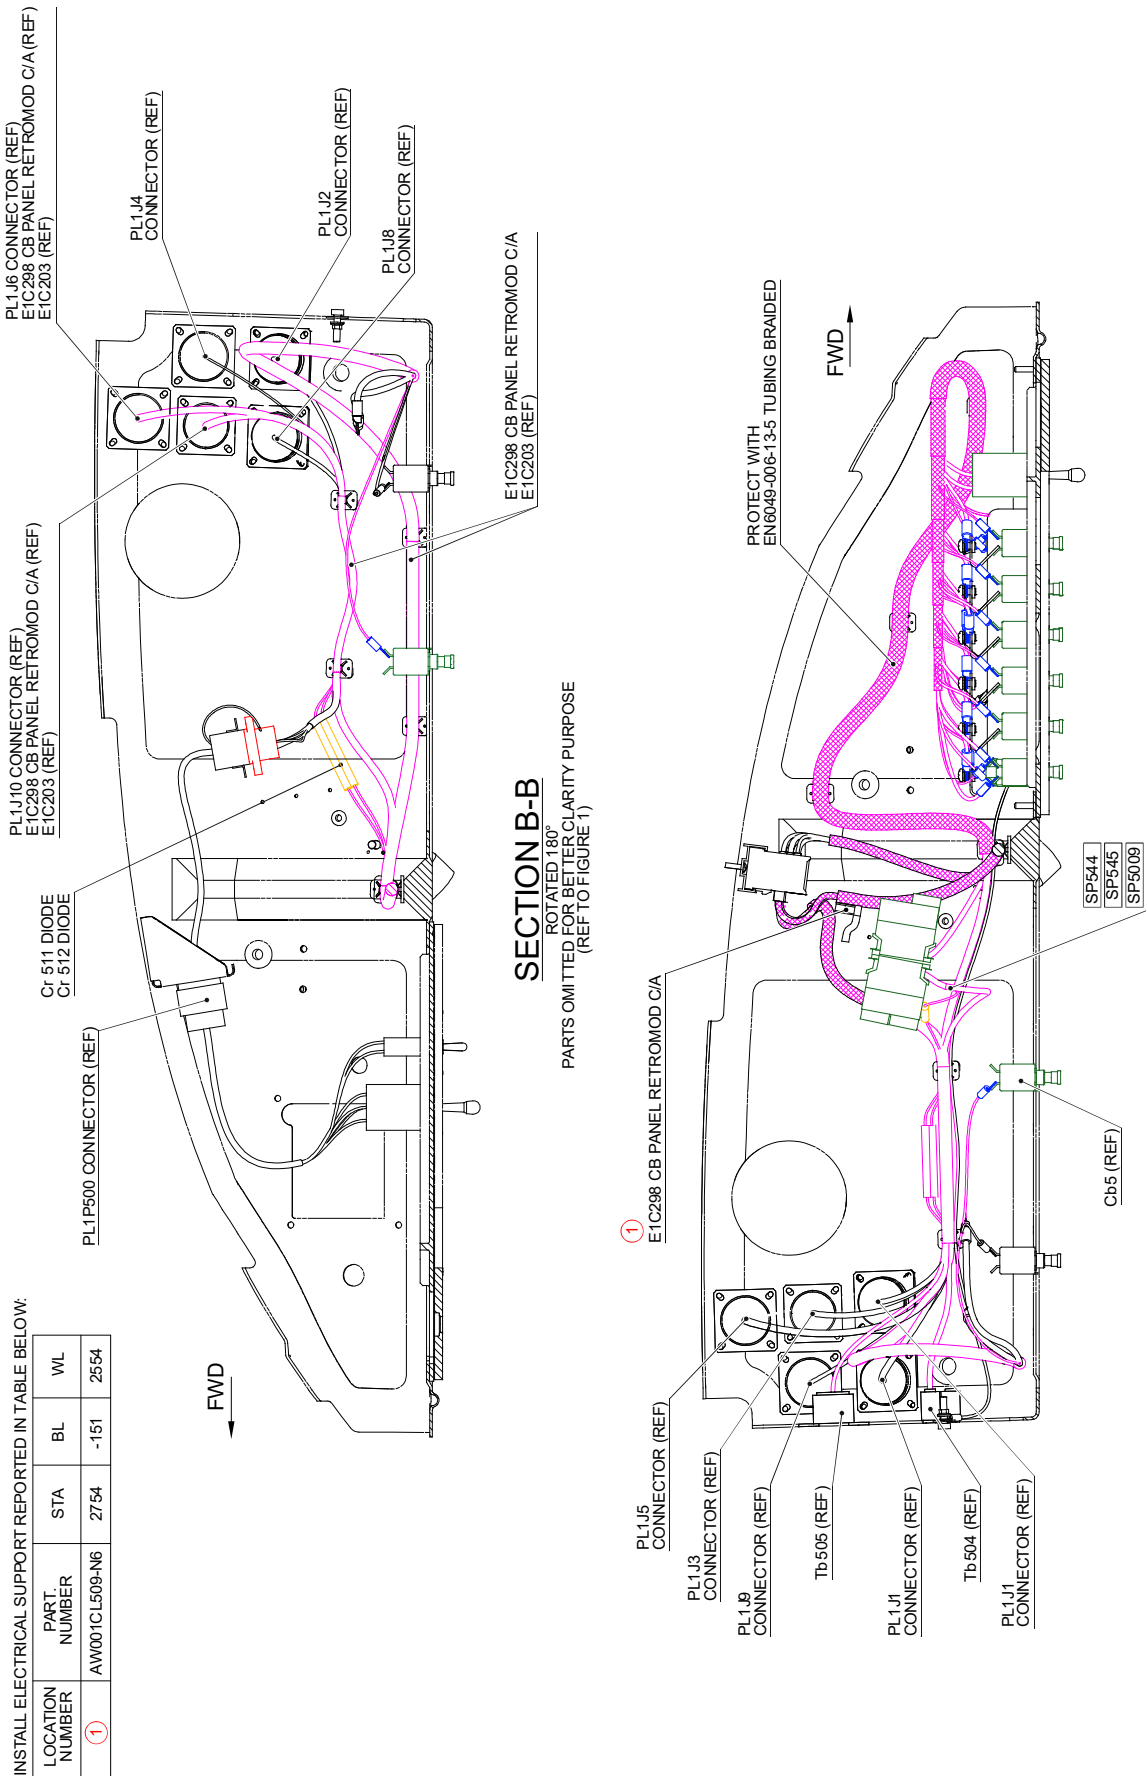 INSTALL ELECTRICAL SUPPORT REPORTED IN TABLE BELOW:
LOCATION NUMBER
PART. NUMBER
STA
BL
WL
1
AW001CL509-N6
2754
-151
2554
FWD
PL1P500 CONNECTOR (REF)
Cr 511 DIODE
Cr 512 DIODE
PL1J10 CONNECTOR (REF)
E1C298 CB PANEL RETROMOD C/A (REF)
E1C203 (REF)
PL1J6 CONNECTOR (REF)
E1C298 CB PANEL RETROMOD C/A (REF)
E1C203 (REF)
PL1J4
CONNECTOR (REF)
PL1J2
CONNECTOR (REF)
PL1J8
CONNECTOR (REF)
E1C298 CB PANEL RETROMOD C/A
E1C203 (REF)
SECTION B-B
ROTATED 180°
PARTS OMITTED FOR BETTER CLARITY PURPOSE
(REF TO FIGURE 1)
PL1J5
CONNECTOR (REF)
PL1J3
CONNECTOR (REF)
PL1J9
CONNECTOR (REF)
Tb505 (REF)
PL1J1
CONNECTOR (REF)
Tb504 (REF)
PL1J1
CONNECTOR (REF)
1
E1C298 CB PANEL RETROMOD C/A
PROTECT WITH
EN6049-006-13-5 TUBING BRAIDED
FWD
Cb5 (REF)
SP544
SP545
SP5009